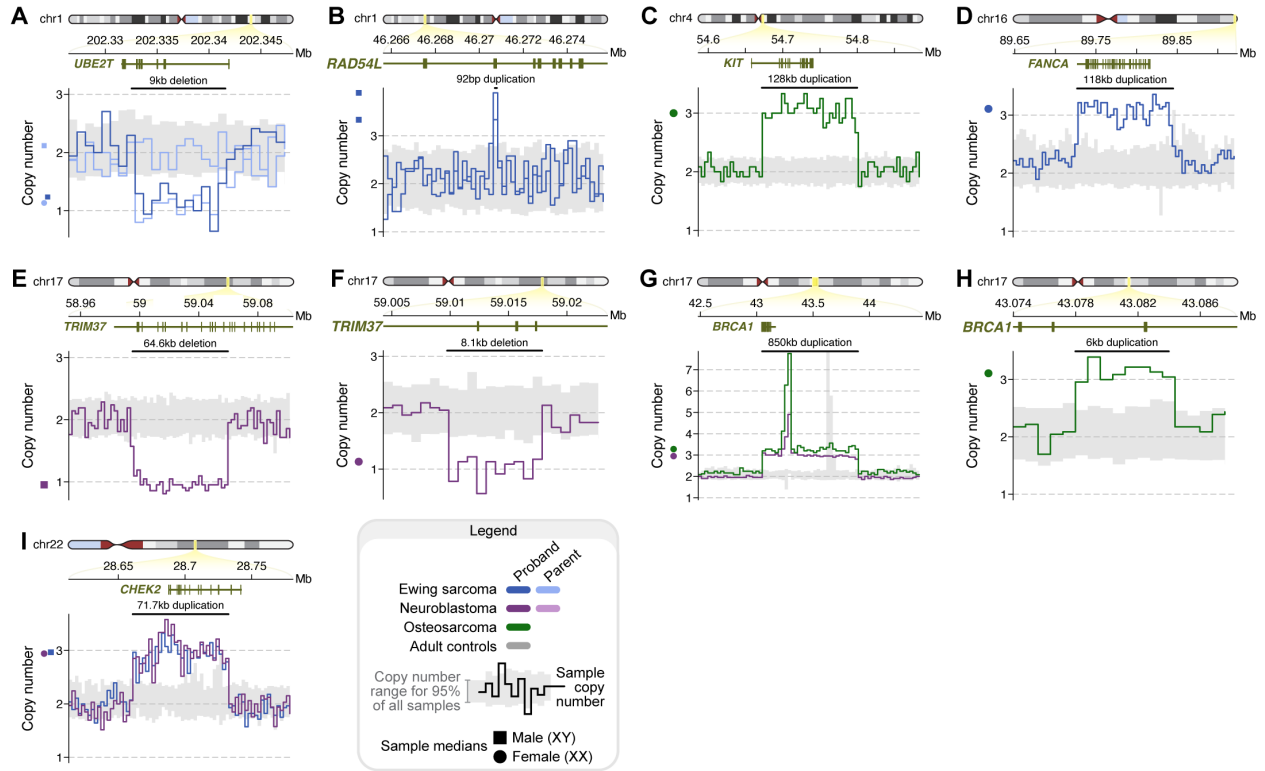 A
chr1
202.33 202.335 202.34 202.345
Mb
UBE2T
9kb deletion
3
2
1
Copy number
B
chr1
46.266 46.268 46.27 46.272 46.274
Mb
RAD54L
92bp duplication
3
2
1
Copy number
C
chr4
54.6 54.7 54.8
Mb
KIT
128kb duplication
3
2
1
Copy number
D
chr16
89.65 89.75 89.85
Mb
FANCA
118kb duplication
3
2
1
Copy number
E
chr17
58.96 59 59.04 59.08
Mb
TRIM37
64.6kb deletion
3
2
1
Copy number
F
chr17
59.005 59.01 59.015 59.02
Mb
TRIM37
8.1kb deletion
3
2
1
Copy number
G
chr17
42.5 43 43.5 44
Mb
BRCA1
850kb duplication
7
6
5
4
3
2
1
Copy number
H
chr17
43.074 43.078 43.082 43.086
Mb
BRCA1
6kb duplication
3
2
1
Copy number
I
chr22
28.65 28.7 28.75
Mb
CHEK2
71.7kb duplication
3
2
1
Copy number
Legend
Proband
Parent
Ewing sarcoma
Neuroblastoma
Osteosarcoma
Adult controls
Copy number
range for 95%
of all samples
Sample
copy
number
Sample medians
Male (XY)
Female (XX)